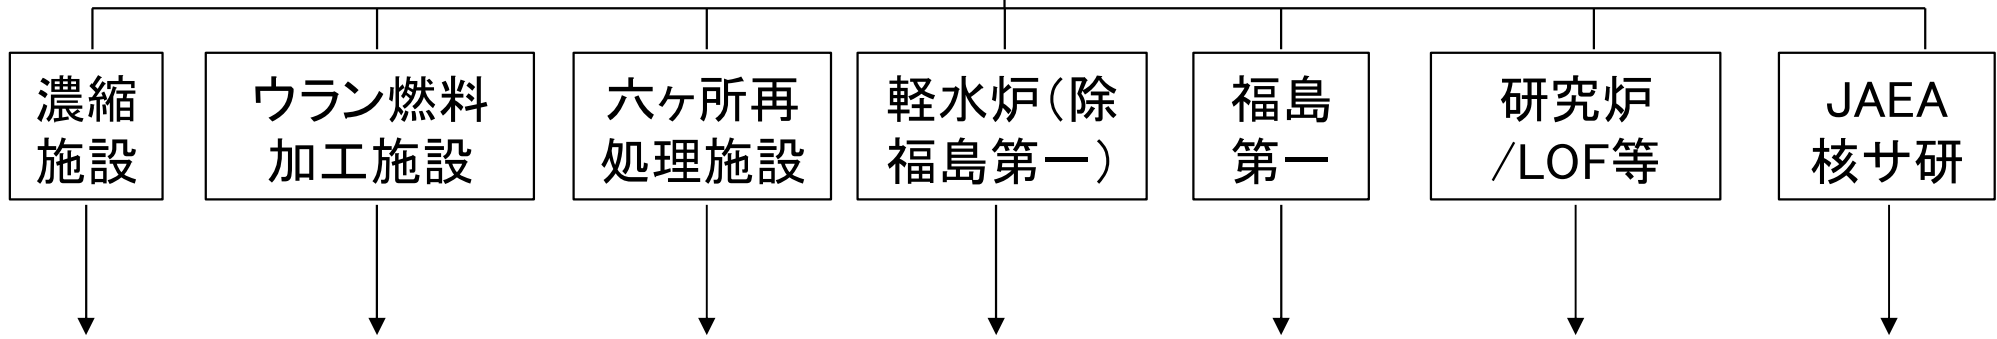 濃縮
施設
ウラン燃料
加工施設
六ヶ所再
処理施設
軽水炉（除
福島第一）
福島
第一
研究炉
/LOF等
JAEA
核サ研